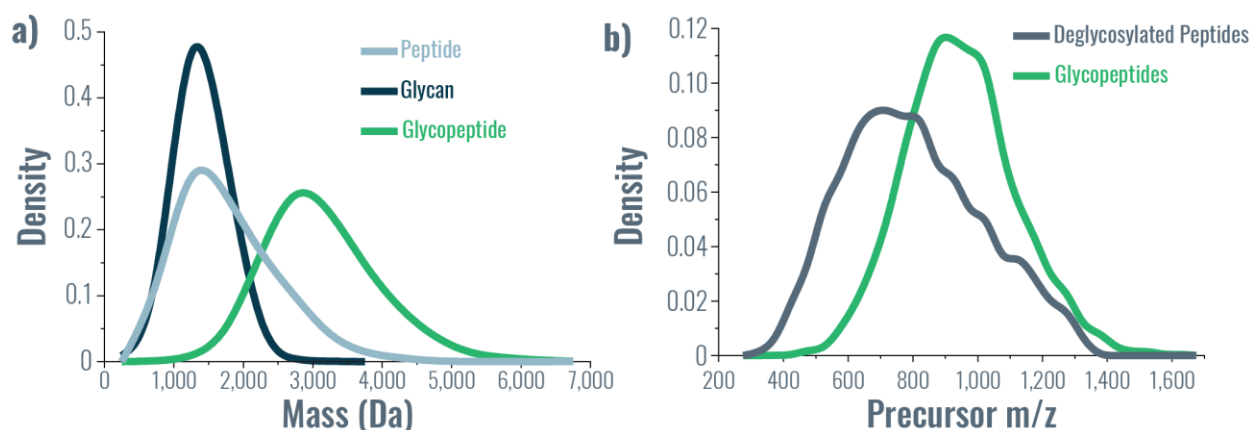 a)
0.5
0.4
0.3
0.2
0.1
0
Density
Peptide
Glycan
Glycopeptide
0
1,000
2,000
3,000
4,000
5,000
6,000
7,000
Mass (Da)
b)
0.12
0.10
0.08
0.06
0.04
0.02
0.00
Density
Deglycosylated Peptides
Glycopeptides
200
400
600
800
1,000
1,200
1,400
1,600
Precursor m/z